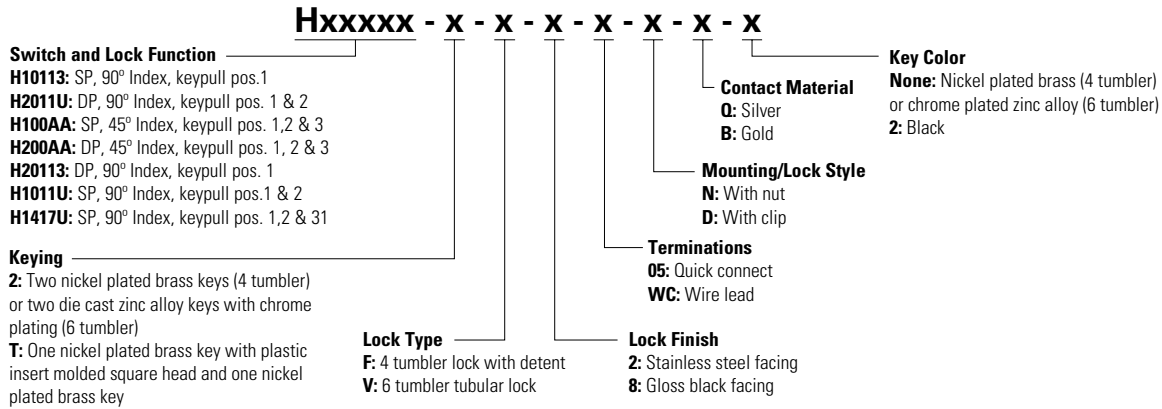 Hxxxxx - x - x - x - x - x - x - x
Switch and Lock Function
H10113: SP, 90º Index, keypull pos.1
H2011U: DP, 90º Index, keypull pos. 1 & 2
H100AA: SP, 45º Index, keypull pos. 1,2 & 3
H200AA: DP, 45º Index, keypull pos. 1, 2 & 3
H20113: DP, 90º Index, keypull pos. 1
H1011U: SP, 90º Index, keypull pos.1 & 2
H1417U: SP, 90º Index, keypull pos. 1,2 & 31
Keying
2: Two nickel plated brass keys (4 tumbler)
or two die cast zinc alloy keys with chrome
plating (6 tumbler)
T: One nickel plated brass key with plastic
insert molded square head and one nickel
plated brass key
Lock Type
F: 4 tumbler lock with detent
V: 6 tumbler tubular lock
Lock Finish
2: Stainless steel facing
8: Gloss black facing
Terminations
05: Quick connect
WC: Wire lead
Mounting/Lock Style
N: With nut
D: With clip
Contact Material
Q: Silver
B: Gold
Key Color
None: Nickel plated brass (4 tumbler)
or chrome plated zinc alloy (6 tumbler)
2: Black